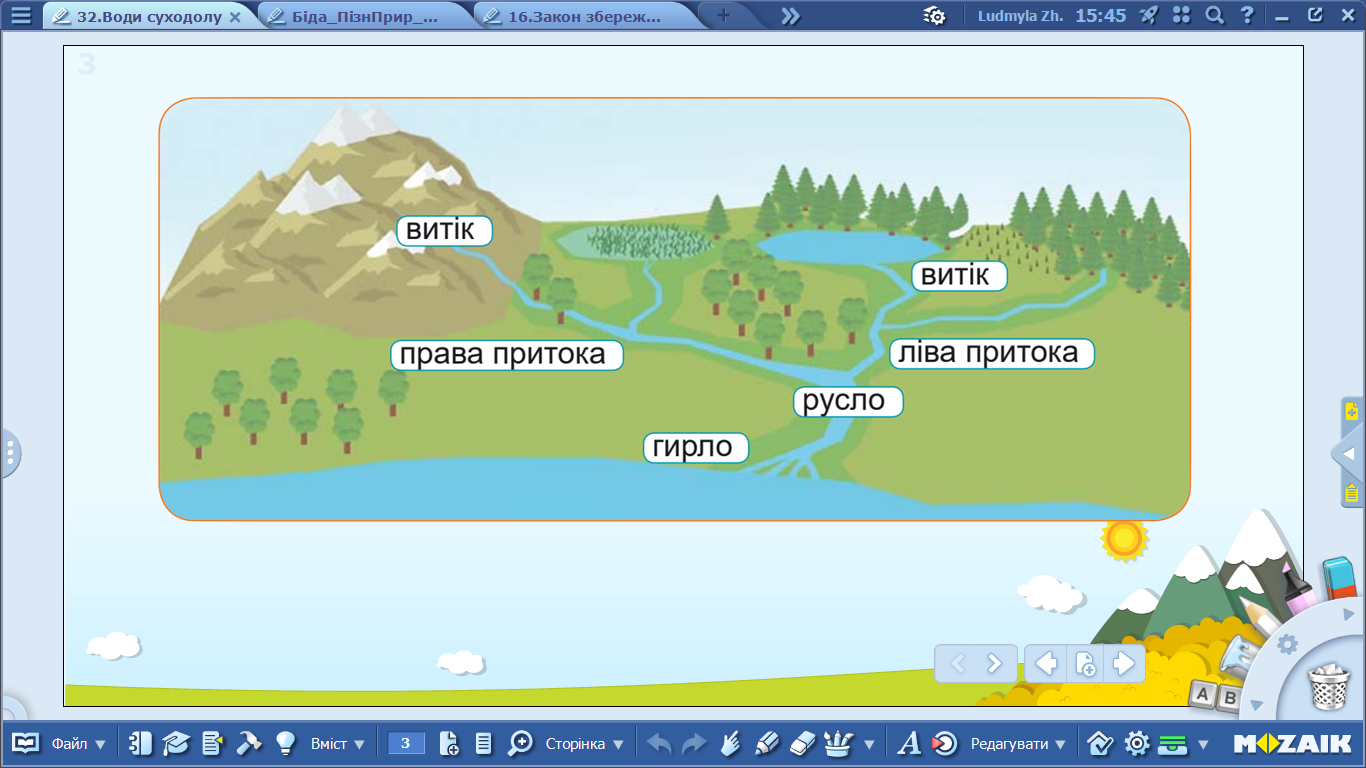 32.Води суходолу
Біда_ПізнПрир_...
16.Закон збереж...
Ludmyla Zh. 15:45
3
витік
витік
права притока
ліва притока
русло
гирло
A B
Файл
Вміст
3
Сторінка
A
Редагувати
MOZAIK